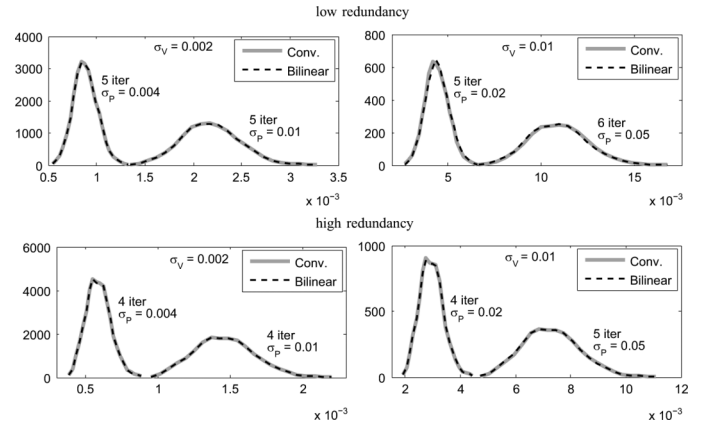 low redundancy
σV = 0.002
Conv.
Bilinear
5 iter
σP = 0.004
5 iter
σP = 0.01
4000
3000
2000
1000
0
0.5 1 1.5 2 2.5 3 3.5
x 10−3
σV = 0.01
Conv.
Bilinear
5 iter
σP = 0.02
6 iter
σP = 0.05
800
600
400
200
0
5 10 15
x 10−3
high redundancy
σV = 0.002
Conv.
Bilinear
4 iter
σP = 0.004
4 iter
σP = 0.01
6000
4000
2000
0
0.5 1 1.5 2
x 10−3
σV = 0.01
Conv.
Bilinear
4 iter
σP = 0.02
5 iter
σP = 0.05
1000
500
0
2 4 6 8 10 12
x 10−3